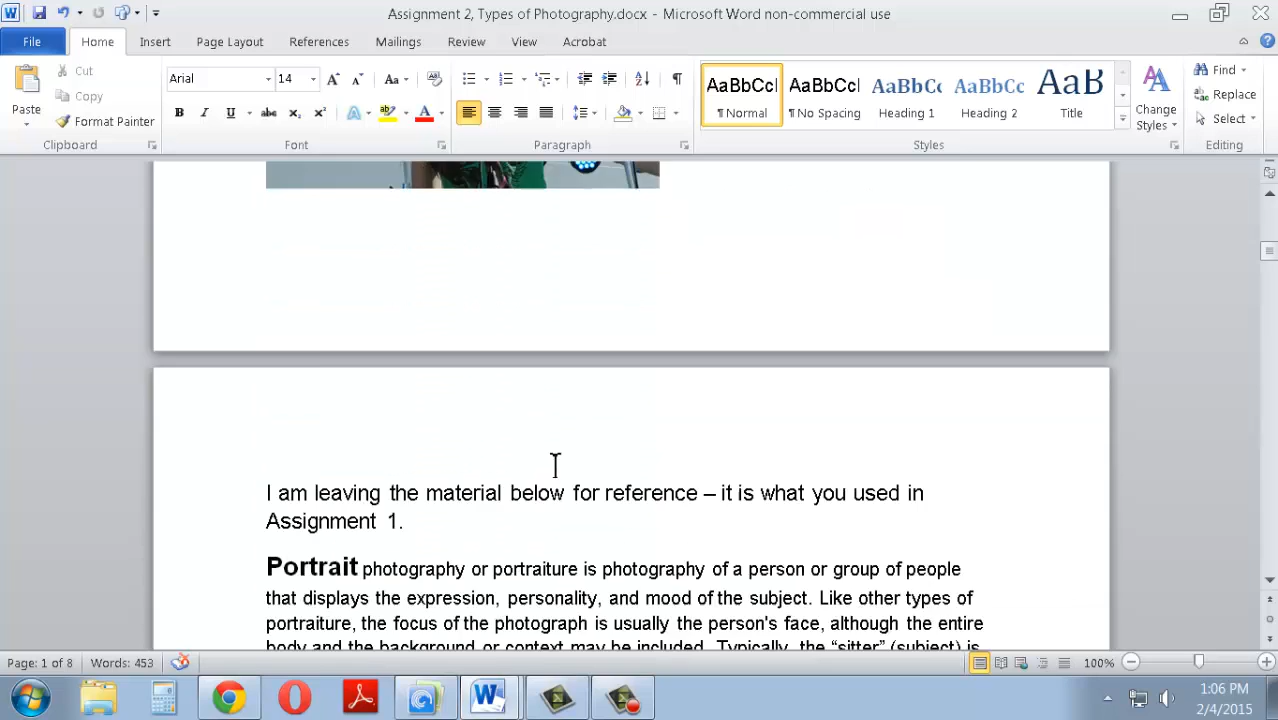 Assignment 2, Types of Photography.docx - Microsoft Word non-commercial use
File Home Insert Page Layout References Mailings Review View Acrobat
Paste
Cut
Copy
Format Painter
Clipboard
Arial 14
Font
Paragraph
AaBbCcI AaBbCcI AaBbCc AaBbCc AaB
¶ Normal ¶ No Spacing Heading 1 Heading 2 Title
Change
Styles
Styles
Find
Replace
Select
Editing
I am leaving the material below for reference – it is what you used in
Assignment 1.
Portrait photography or portraiture is photography of a person or group of people
that displays the expression, personality, and mood of the subject. Like other types of
portraiture, the focus of the photograph is usually the person's face, although the entire
body and the background or context may be included. Typically, the “sitter” (subject) is
Page: 1 of 8 Words: 453 100%
1:06 PM
2/4/2015